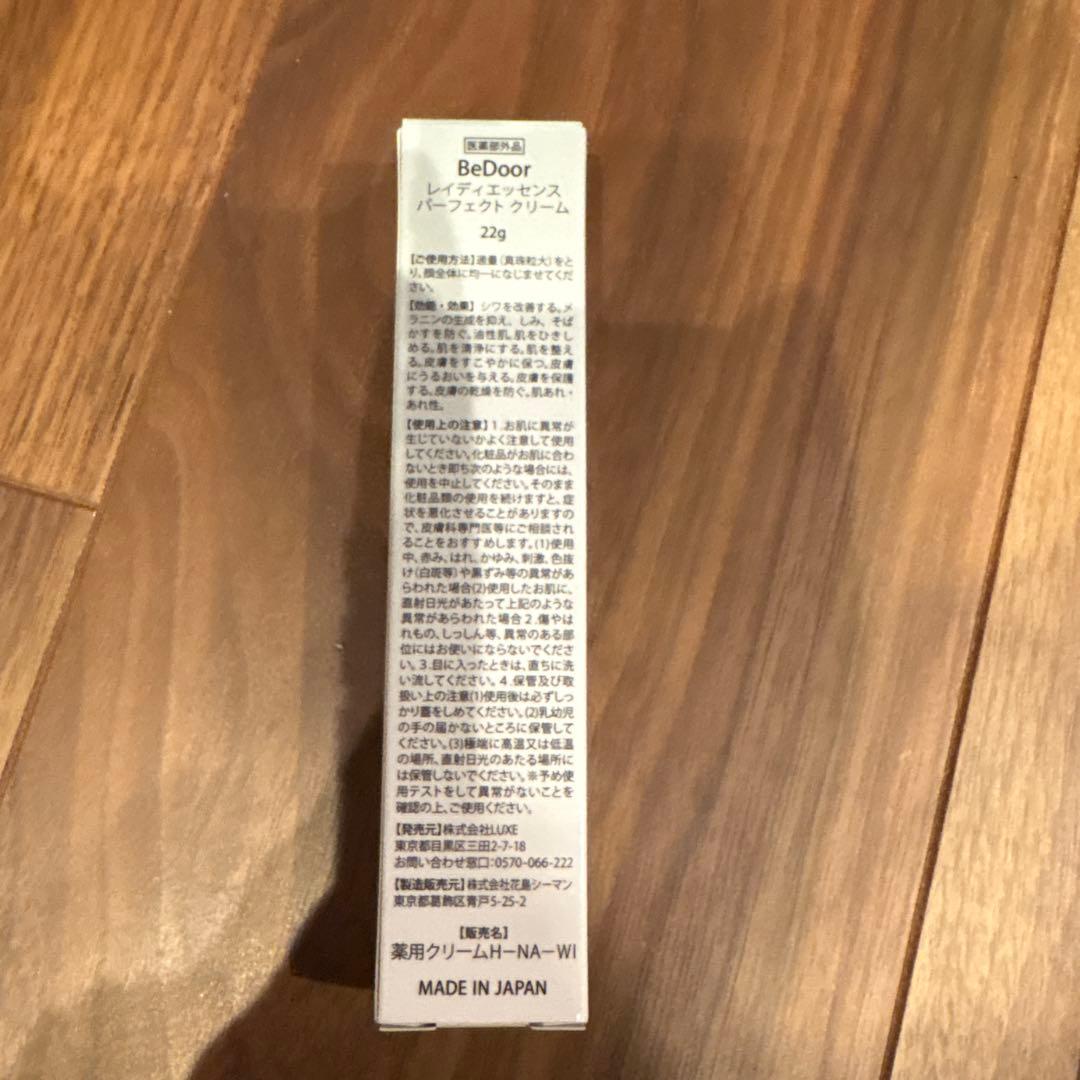 医薬部外品
BeDoor
レイディエッセンス
パーフェクト クリーム
22g
【ご使用方法】適量(真珠粒大)をと
り、顔全体に均一になじませてくだ
さい。
【効能・効果】 シワを改善する。メ
ラニンの生成を抑え、しみ、そば
かすを防ぐ。油性肌。肌をひきし
める。肌を清浄にする。肌を整え
る。皮膚をすこやかに保つ。皮膚
にうるおいを与える。皮膚を保護
する。皮膚の乾燥を防ぐ。肌あれ・
あれ性。
【使用上の注意】1.お肌に異常が
生じていないかよく注意して使用
してください。化粧品がお肌に合わ
ないとき即ち次のような場合には、
使用を中止してください。そのまま
化粧品類の使用を続けますと、症
状を悪化させることがありますの
で、皮膚科専門医等にご相談され
ることをおすすめします。(1)使用
中、赤み、はれ、かゆみ、刺激、色抜
け(白斑等)や黒ずみ等の異常があ
らわれた場合(2)使用したお肌に、
直射日光があたって上記のような
異常があらわれた場合 2.傷やは
れもの、しっしん等、異常のある部
位にはお使いにならないでくださ
い。3.目に入ったときは、直ちに洗
い流してください。4.保管及び取
扱い上の注意(1)使用後は必ずしっ
かり蓋をしめてください。(2)乳幼児
の手の届かないところに保管して
ください。(3)極端に高温又は低温
の場所、直射日光のあたる場所に
は保管しないでください。※予め使
用テストをして異常がないことを
確認の上、ご使用ください。
【発売元】株式会社LUXE
東京都目黒区三田2-7-18
お問い合わせ窓口:0570-066-222
【製造販売元】株式会社花島シーマン
東京都葛飾区青戸5-25-2
【販売名】
薬用クリームH−NA−WI
MADE IN JAPAN